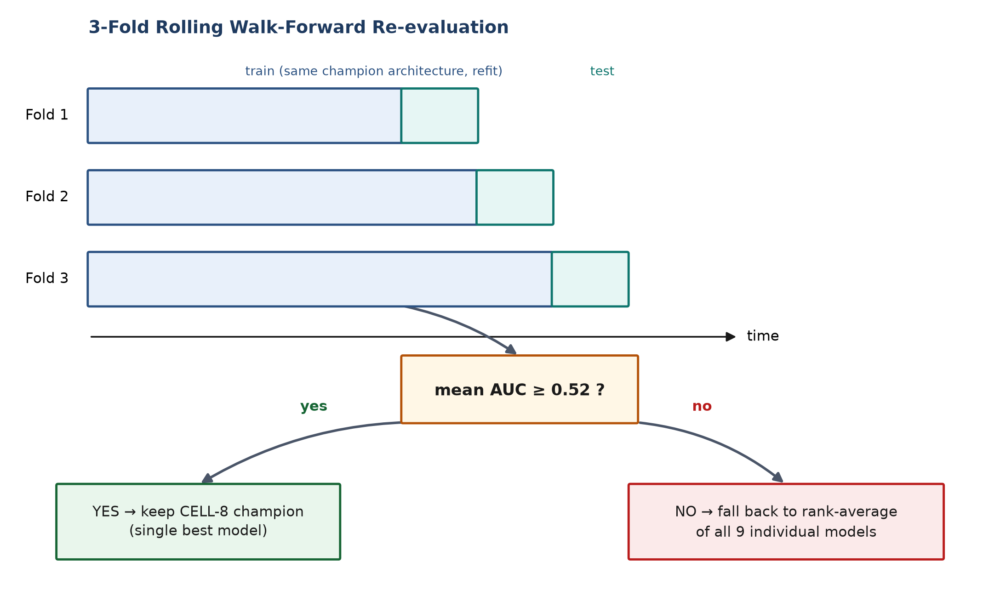 3-Fold Rolling Walk-Forward Re-evaluation
train (same champion architecture, refit)
test
Fold 1
Fold 2
Fold 3
time
mean AUC ≥ 0.52 ?
yes
no
YES → keep CELL-8 champion
(single best model)
NO → fall back to rank-average
of all 9 individual models